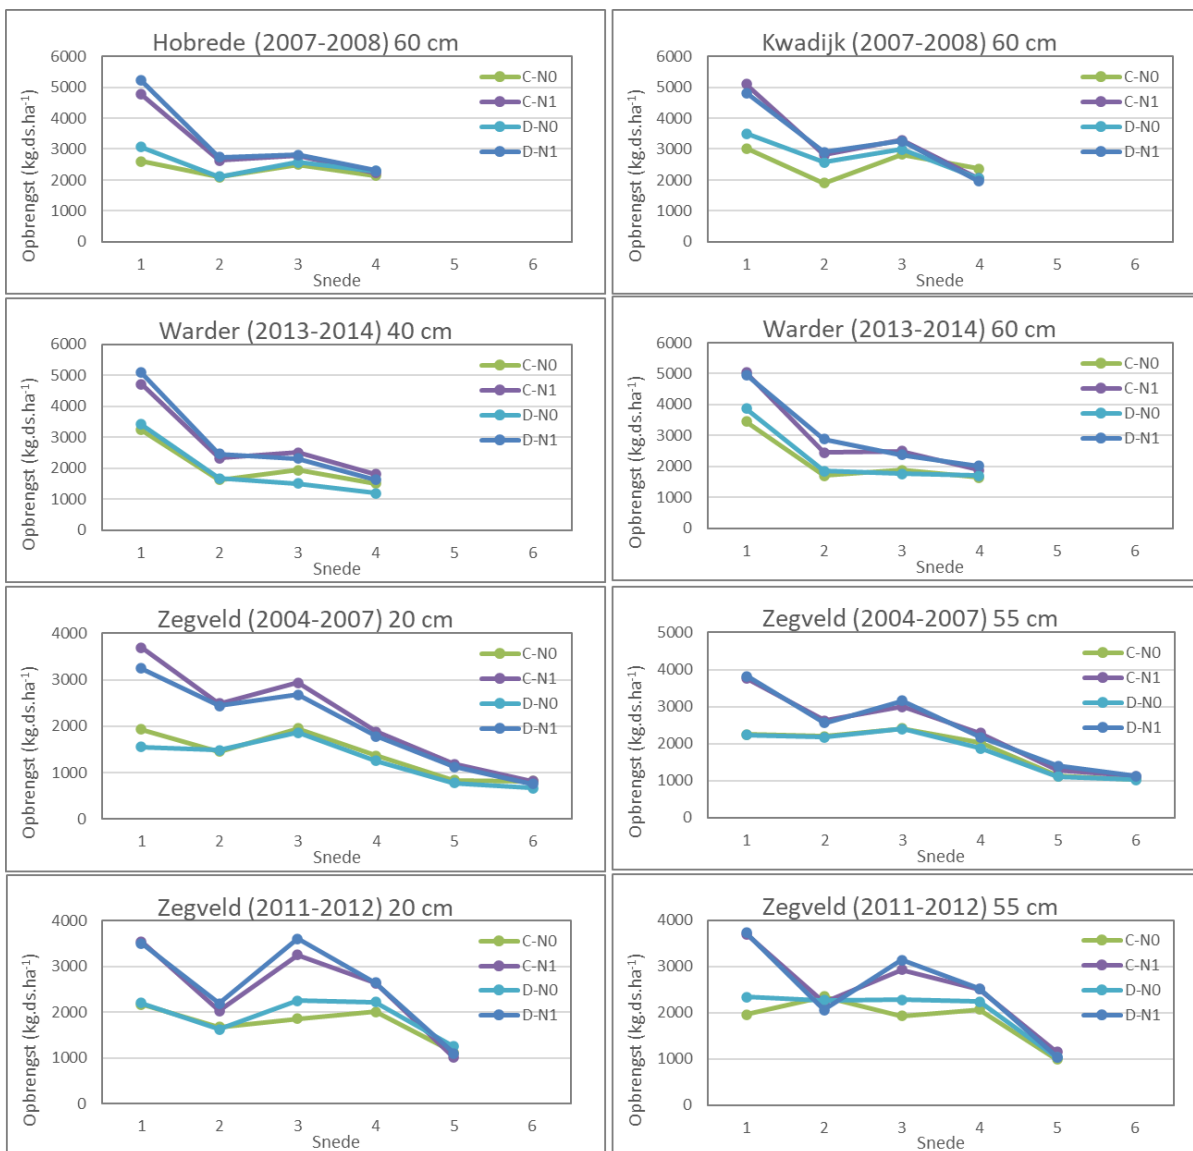 Hobrede (2007-2008) 60 cm
6000
5000
4000
3000
2000
1000
0
Opbrengst (kg.ds.ha⁻¹)
C-N0
C-N1
D-N0
D-N1
1 2 3 4 5 6
Snede
Kwadijk (2007-2008) 60 cm
6000
5000
4000
3000
2000
1000
0
Opbrengst (kg.ds.ha⁻¹)
C-N0
C-N1
D-N0
D-N1
1 2 3 4 5 6
Snede
Warder (2013-2014) 40 cm
6000
5000
4000
3000
2000
1000
0
Opbrengst (kg.ds.ha⁻¹)
C-N0
C-N1
D-N0
D-N1
1 2 3 4 5 6
Snede
Warder (2013-2014) 60 cm
6000
5000
4000
3000
2000
1000
0
Opbrengst (kg.ds.ha⁻¹)
C-N0
C-N1
D-N0
D-N1
1 2 3 4 5 6
Snede
Zegveld (2004-2007) 20 cm
4000
3000
2000
1000
0
Opbrengst (kg.ds.ha⁻¹)
C-N0
C-N1
D-N0
D-N1
1 2 3 4 5 6
Snede
Zegveld (2004-2007) 55 cm
5000
4000
3000
2000
1000
0
Opbrengst (kg.ds.ha⁻¹)
C-N0
C-N1
D-N0
D-N1
1 2 3 4 5 6
Snede
Zegveld (2011-2012) 20 cm
4000
3000
2000
1000
0
Opbrengst (kg.ds.ha⁻¹)
C-N0
C-N1
D-N0
D-N1
1 2 3 4 5 6
Snede
Zegveld (2011-2012) 55 cm
4000
3000
2000
1000
0
Opbrengst (kg.ds.ha⁻¹)
C-N0
C-N1
D-N0
D-N1
1 2 3 4 5 6
Snede